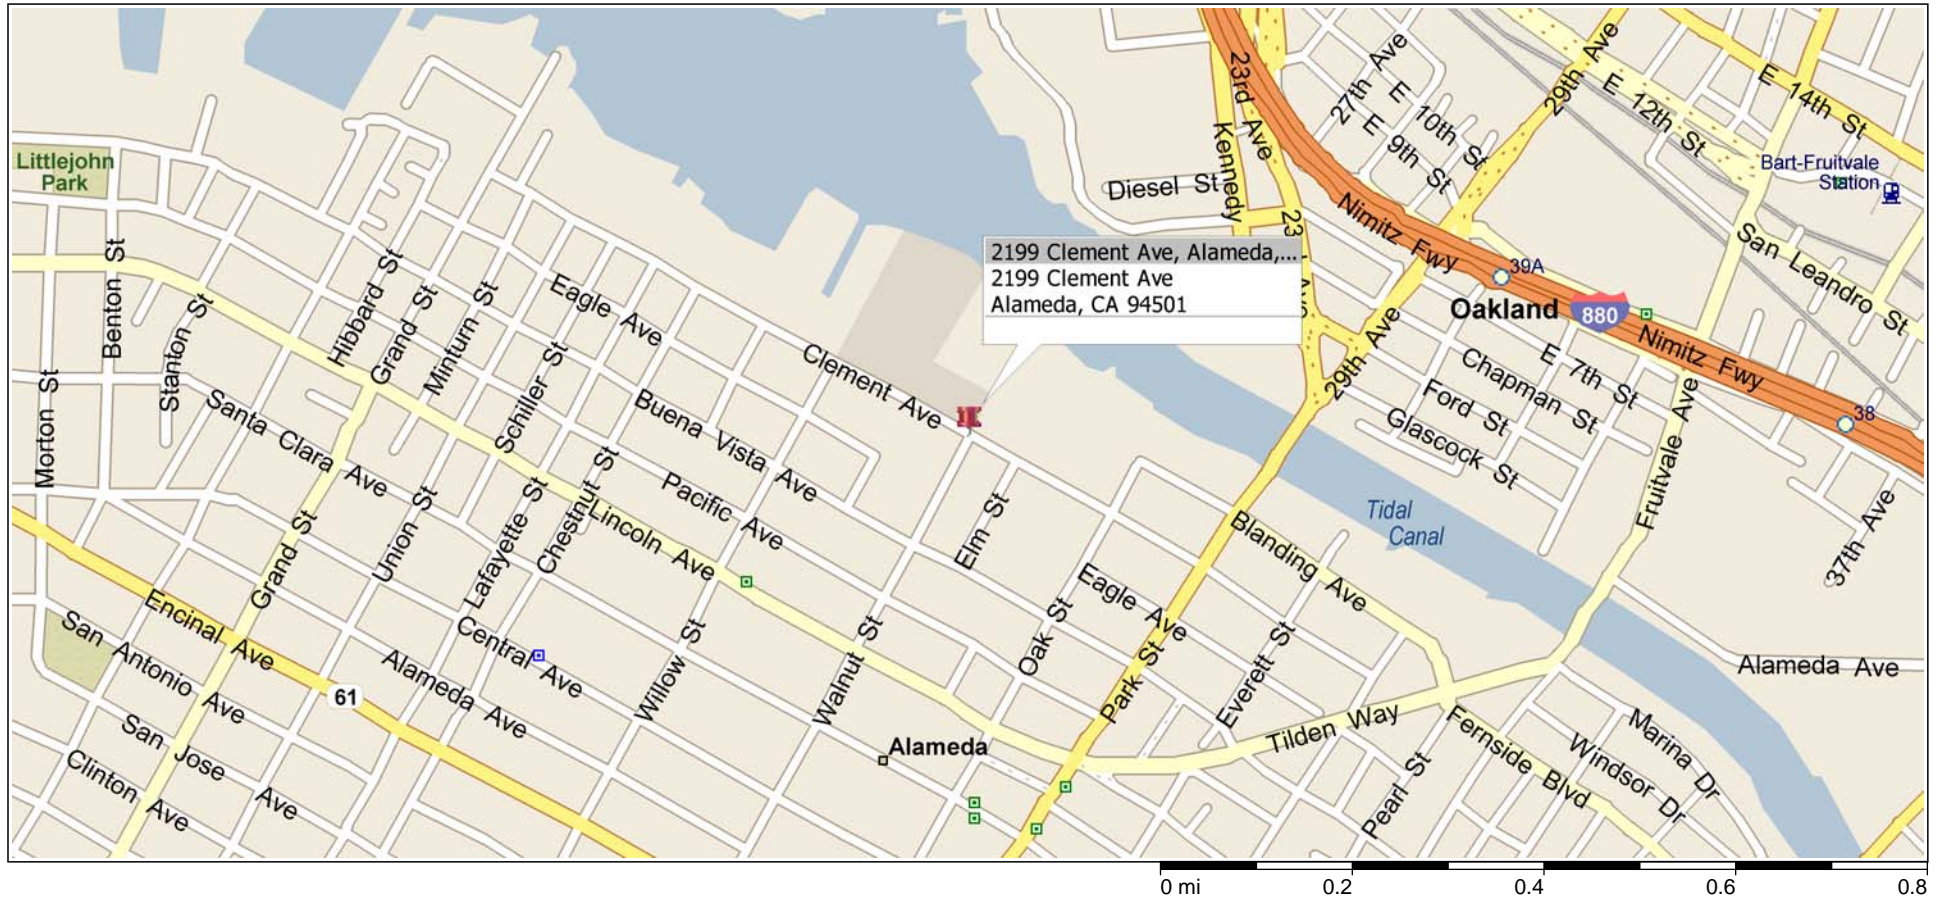 Littlejohn
Park
Morton St
Benton St
Stanton St
Hibbard St
Grand St
Minturn St
Schiller St
Eagle Ave
Clement Ave
Buena Vista Ave
Pacific Ave
Lincoln Ave
Santa Clara Ave
Union St
Lafayette St
Chestnut St
Grand St
Encinal Ave
San Antonio Ave
San Jose Ave
Clinton Ave
61
Central Ave
Alameda Ave
Willow St
Walnut St
Alameda
Elm St
Oak St
Eagle Ave
Park St
Everett St
Blanding Ave
Tilden Way
Pearl St
Fernside Blvd
Windsor Dr
Marina Dr
Alameda Ave
Tidal
Canal
2199 Clement Ave, Alameda,...
2199 Clement Ave
Alameda, CA 94501
Diesel St
Kennedy
23rd Ave
23
Ave
29th Ave
29th Ave
27th Ave
E 10th St
E 9th St
E 12th St
E 14th St
Bart-Fruitvale
Station
San Leandro St
Nimitz Fwy
39A
Oakland
880
Nimitz Fwy
38
E 7th St
Chapman St
Ford St
Glascock St
Fruitvale Ave
37th Ave
0 mi 0.2 0.4 0.6 0.8